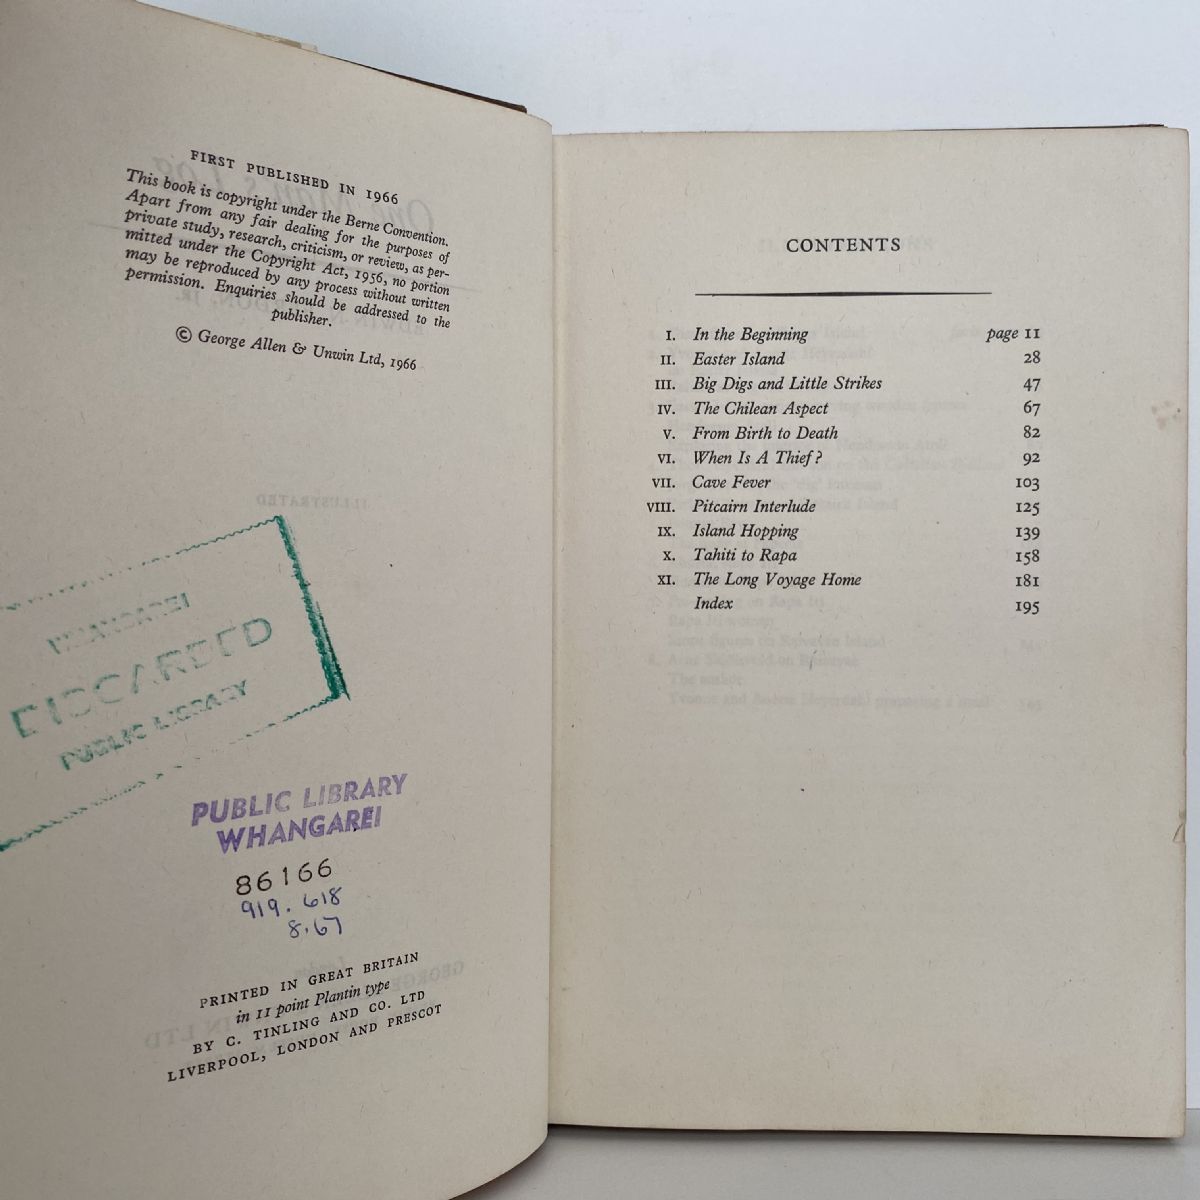 FIRST PUBLISHED IN 1966
This book is copyright under the Berne Convention.
Apart from any fair dealing for the purposes of
private study, research, criticism, or review, as per-
mitted under the Copyright Act, 1956, no portion
may be reproduced by any process without written
permission. Enquiries should be addressed to the
publisher.
© George Allen & Unwin Ltd, 1966
WHANGAREI
DISCARDED
PUBLIC LIBRARY
PUBLIC LIBRARY
WHANGAREI
86166
919.618
8.67
PRINTED IN GREAT BRITAIN
in 11 point Plantin type
BY C. TINLING AND CO. LTD
LIVERPOOL, LONDON AND PRESCOT
CONTENTS
I. In the Beginning page 11
II. Easter Island 28
III. Big Digs and Little Strikes 47
IV. The Chilean Aspect 67
V. From Birth to Death 82
VI. When Is A Thief? 92
VII. Cave Fever 103
VIII. Pitcairn Interlude 125
IX. Island Hopping 139
X. Tahiti to Rapa 158
XI. The Long Voyage Home 181
Index 195